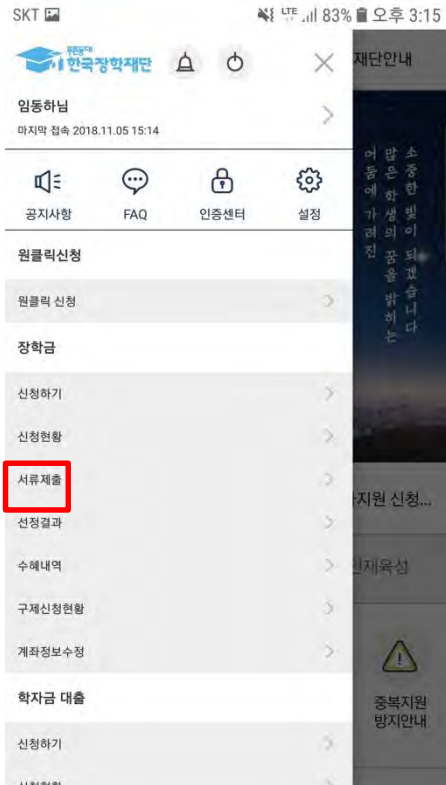 SKT LTE 83% 오후 3:15
푸른등대
한국장학재단
재단안내
임동하님
마지막 접속 2018.11.05 15:14
공지사항 FAQ 인증센터 설정
소중한 빛이 되겠습니다
많은 학생의 꿈을 밝히는
어둠에 가려진
원클릭신청
원클릭 신청
장학금
신청하기
신청현황
서류제출
지원 신청...
선정결과
수혜내역
인재육성
구제신청현황
계좌정보수정
학자금 대출
중복지원
방지안내
신청하기